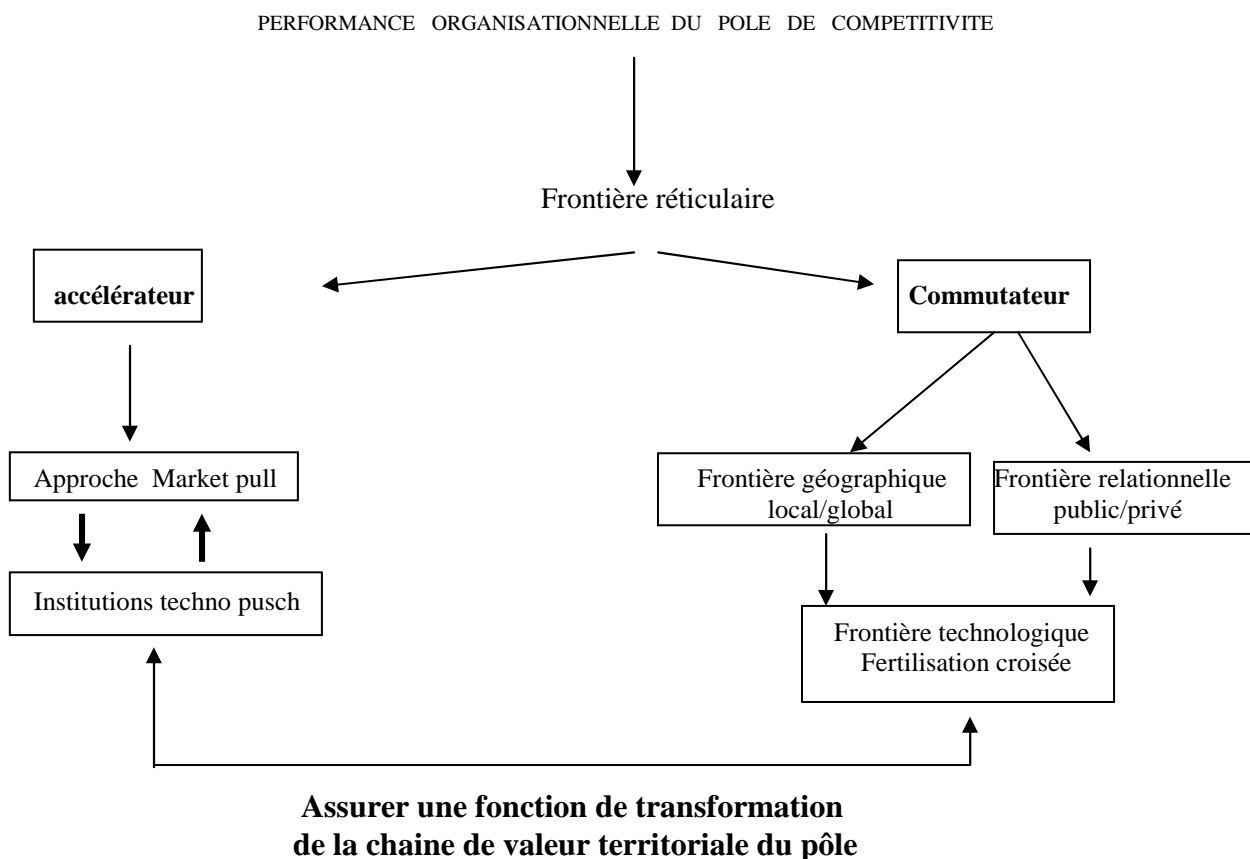 PERFORMANCE ORGANISATIONNELLE DU POLE DE COMPETITIVITE
Frontière réticulaire
accélérateur
Commutateur
Approche Market pull
Frontière géographique
local/global
Frontière relationnelle
public/privé
Institutions techno pusch
Frontière technologique
Fertilisation croisée
Assurer une fonction de transformation
de la chaine de valeur territoriale du pôle